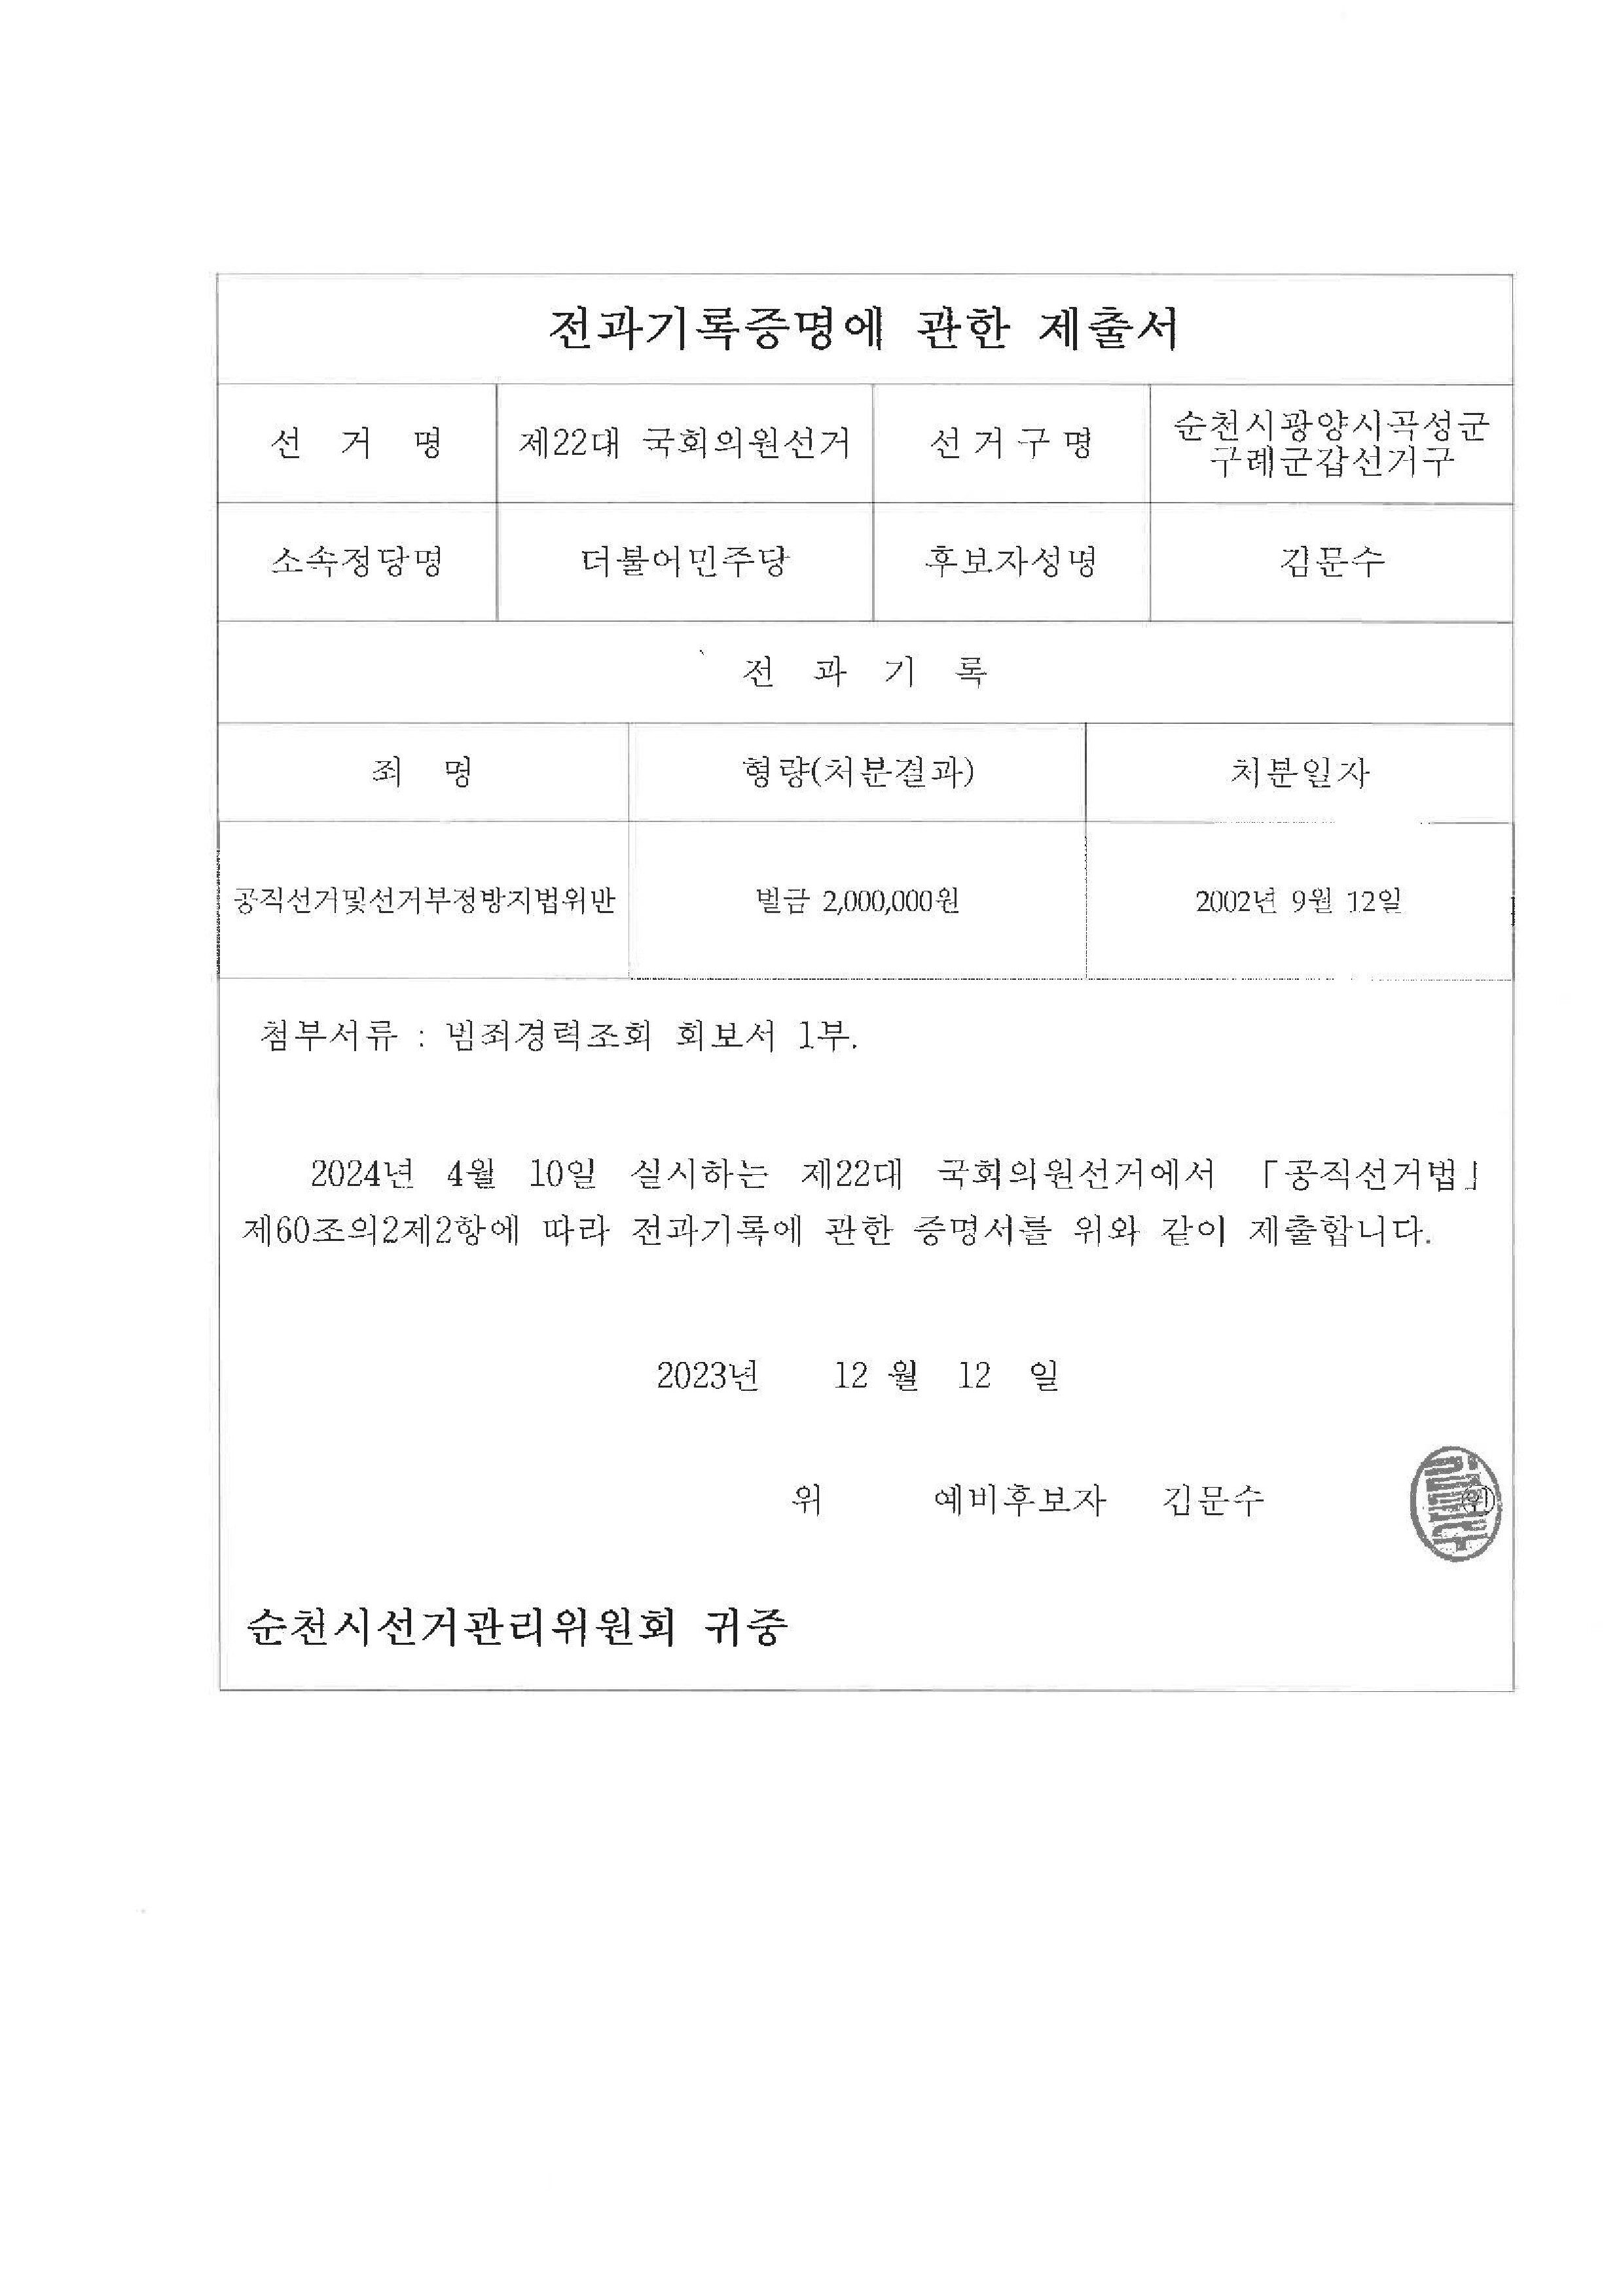 전과기록증명에 관한 제출서
선 거 명 제22대 국회의원선거 선거구명 순천시광양시곡성군
구례군갑선거구
소속정당명 더불어민주당 후보자성명 김문수
전 과 기 록
죄 명 형량(처분결과) 처분일자
공직선거및선거부정방지법위반 벌금 2,000,000원 2002년 9월 12일
첨부서류 : 범죄경력조회 회보서 1부.
2024년 4월 10일 실시하는 제22대 국회의원선거에서 「공직선거법」
제60조의2제2항에 따라 전과기록에 관한 증명서를 위와 같이 제출합니다.
2023년 12 월 12 일
위 예비후보자 김문수 ㊞
순천시선거관리위원회 귀중